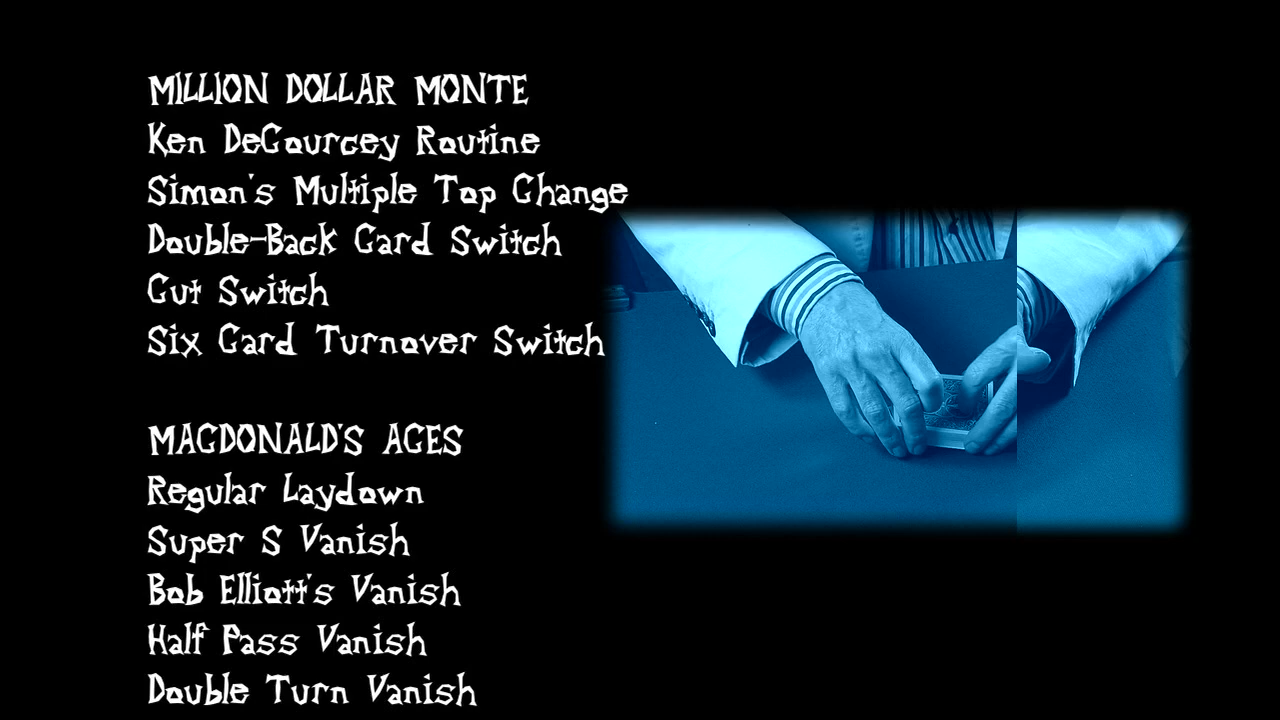 MILLION DOLLAR MONTE
Ken DeCourcey Routine
Simon's Multiple Top Change
Double-Back Card Switch
Cut Switch
Six Card Turnover Switch
MACDONALD'S ACES
Regular Laydown
Super S Vanish
Bob Elliott's Vanish
Half Pass Vanish
Double Turn Vanish